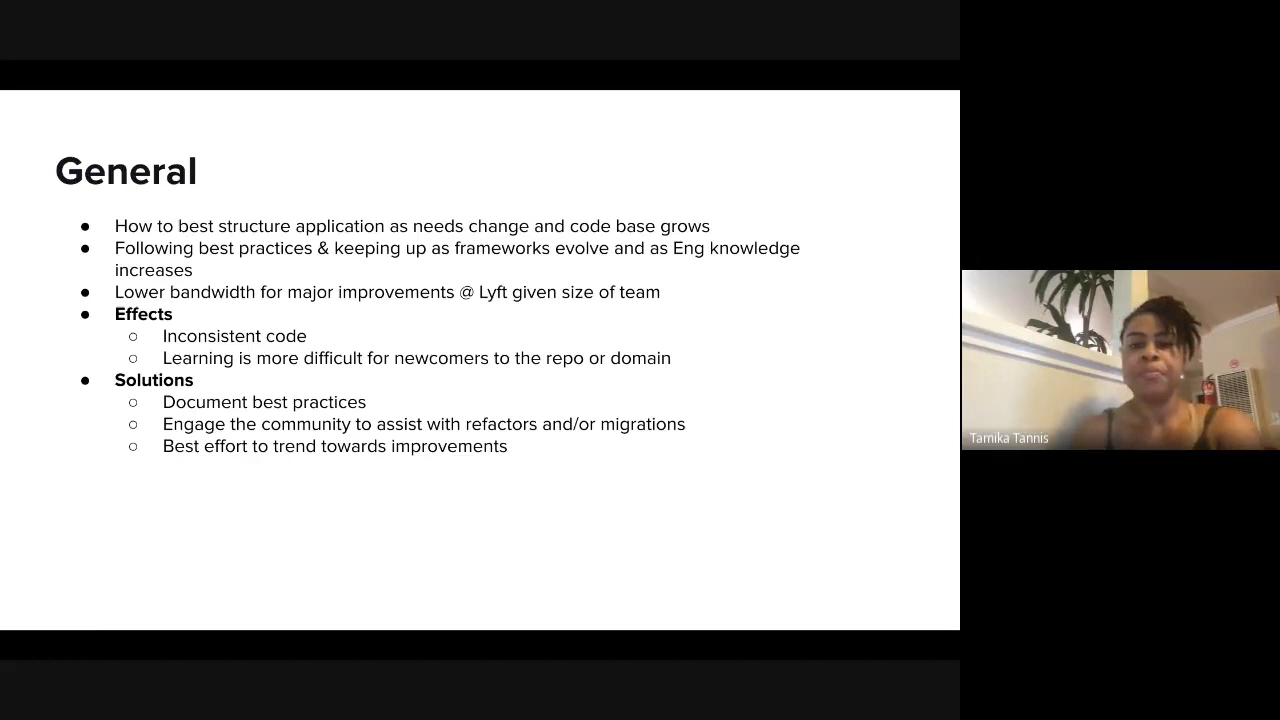 General
● How to best structure application as needs change and code base grows
● Following best practices & keeping up as frameworks evolve and as Eng knowledge
increases
● Lower bandwidth for major improvements @ Lyft given size of team
● Effects
○ Inconsistent code
○ Learning is more difficult for newcomers to the repo or domain
● Solutions
○ Document best practices
○ Engage the community to assist with refactors and/or migrations
○ Best effort to trend towards improvements
Tamika Tannis